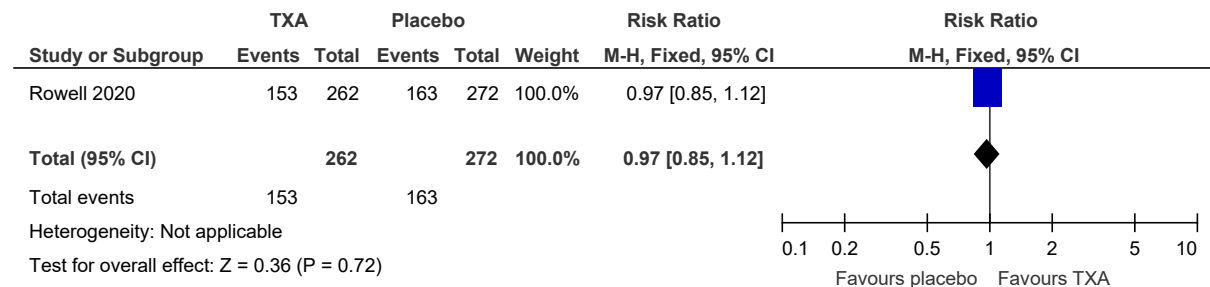 TXA Placebo Risk Ratio Risk Ratio
Study or Subgroup Events Total Events Total Weight M-H, Fixed, 95% CI M-H, Fixed, 95% CI
Rowell 2020 153 262 163 272 100.0% 0.97 [0.85, 1.12]
Total (95% CI) 262 272 100.0% 0.97 [0.85, 1.12]
Total events 153 163
Heterogeneity: Not applicable
Test for overall effect: Z = 0.36 (P = 0.72)
0.1 0.2 0.5 1 2 5 10
Favours placebo Favours TXA